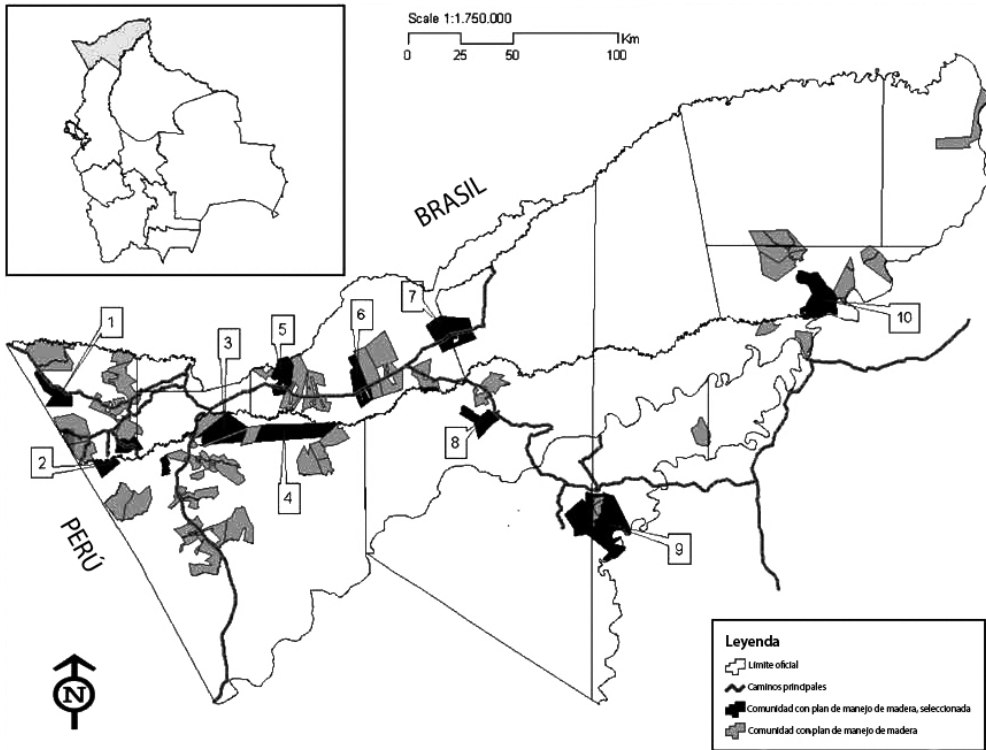 Scale 1:1.750.000
Km
0 25 50 100
BRASIL
7
1
3
5
6
10
2
4
8
9
PERÚ
N
Leyenda
Límite oficial
Caminos principales
Comunidad con plan de manejo de madera, seleccionada
Comunidad con plan de manejo de madera